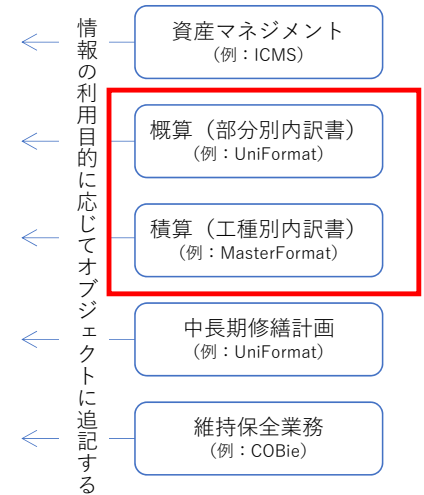 情報の利用目的に応じてオブジェクトに追記する
資産マネジメント
（例：ICMS）
概算（部分別内訳書）
（例：UniFormat）
積算（工種別内訳書）
（例：MasterFormat）
中長期修繕計画
（例：UniFormat）
維持保全業務
（例：COBie）